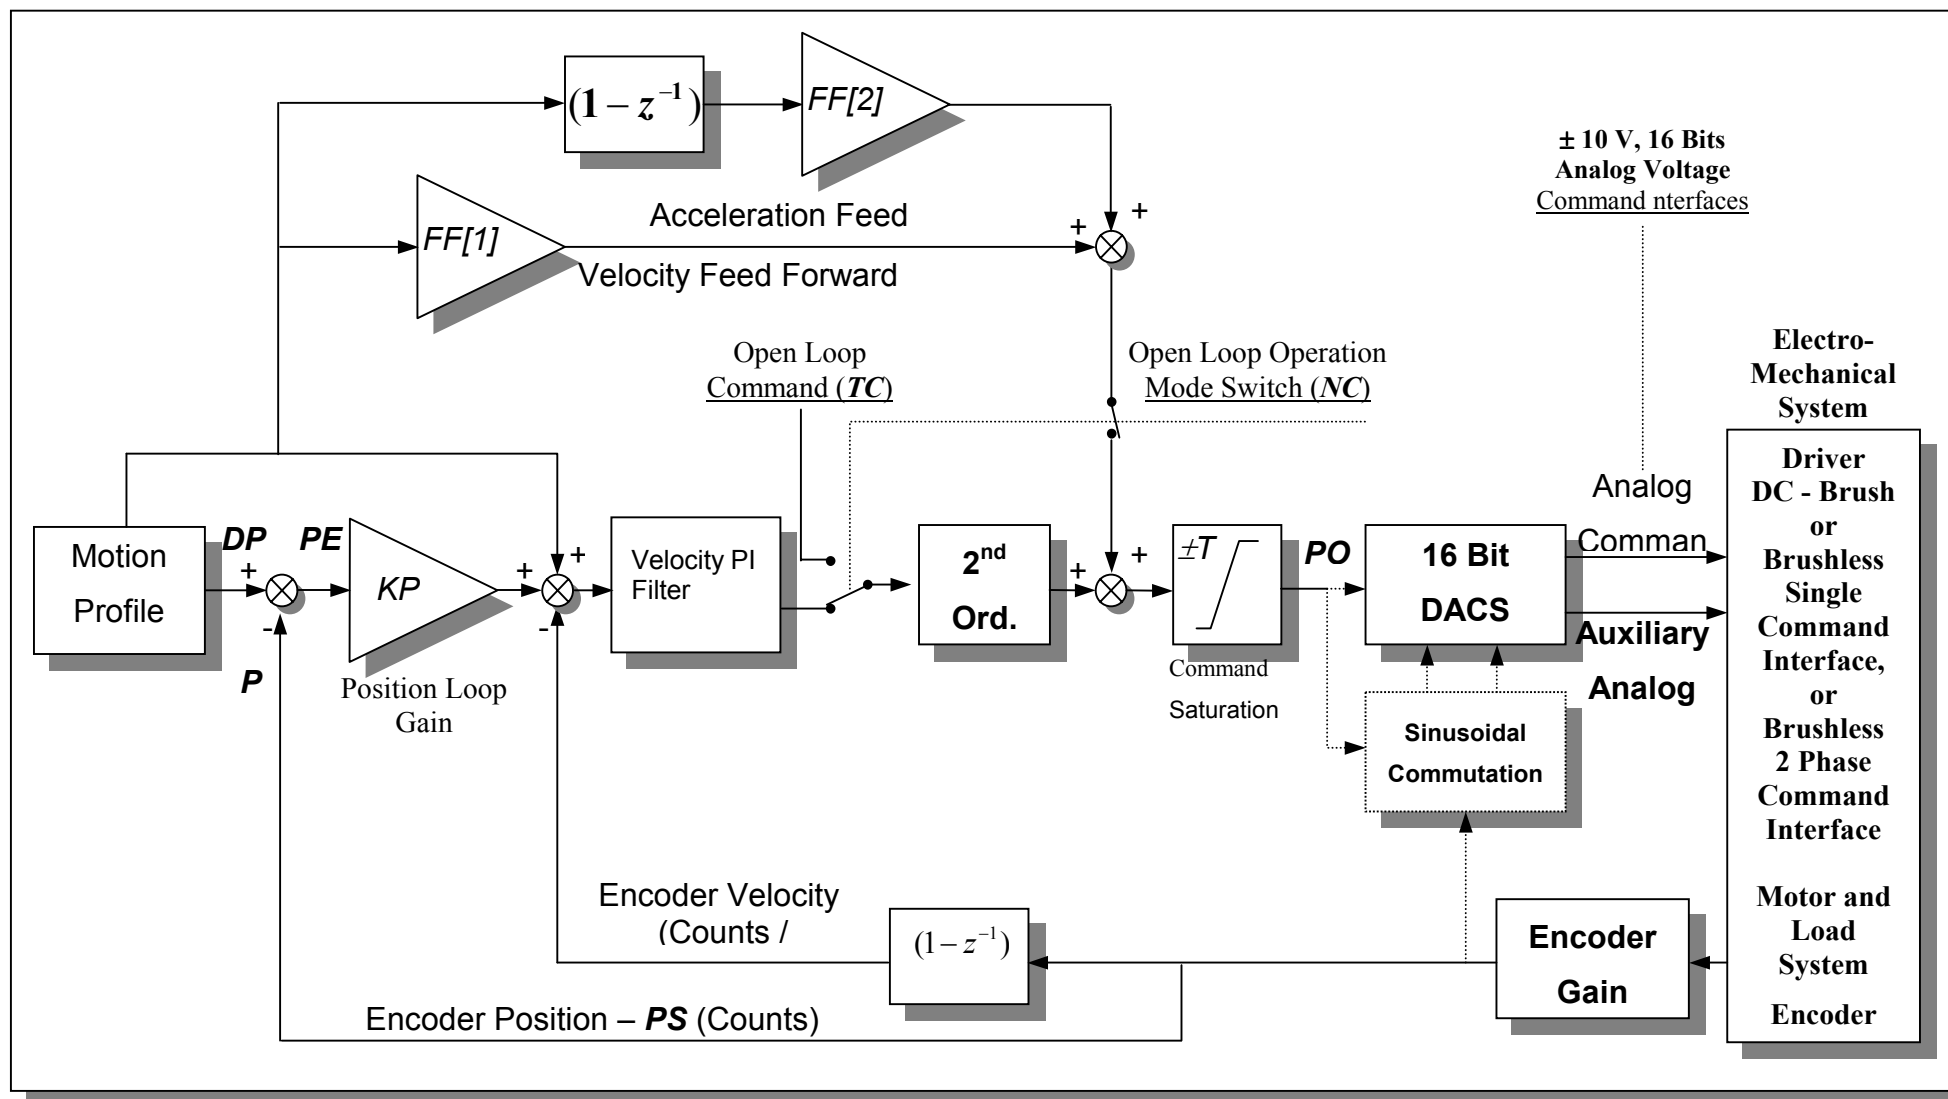 (1 – z⁻¹)
FF[2]
± 10 V, 16 Bits
Analog Voltage
Command nterfaces
FF[1]
Acceleration Feed
+
+
Velocity Feed Forward
Open Loop
Command (TC)
Open Loop Operation
Mode Switch (NC)
Electro-
Mechanical
System
Motion
Profile
DP
+
-
P
PE
KP
Position Loop
Gain
+
+
-
Velocity PI
Filter
2nd
Ord.
+
+
±T
Command
Saturation
PO
16 Bit
DACS
Analog
Comman
Auxiliary
Analog
Sinusoidal
Commutation
Driver
DC - Brush
or
Brushless
Single
Command
Interface,
or
Brushless
2 Phase
Command
Interface
Motor and
Load
System
Encoder
Encoder Velocity
(Counts /
(1 – z⁻¹)
Encoder
Gain
Encoder Position – PS (Counts)